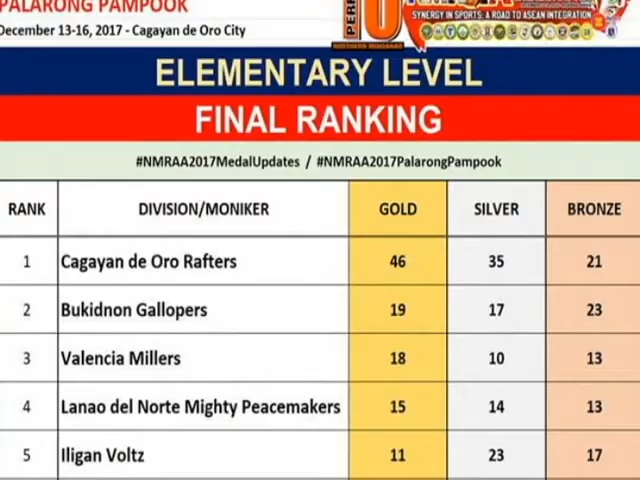 PALARONG PAMPOOK
December 13-16, 2017 - Cagayan de Oro City
SYNERGY IN SPORTS: A ROAD TO ASEAN INTEGRATION
NORTHERN MINDANAO
ELEMENTARY LEVEL
FINAL RANKING
#NMRAA2017MedalUpdates / #NMRAA2017PalarongPampook
RANK DIVISION/MONIKER GOLD SILVER BRONZE
1 Cagayan de Oro Rafters 46 35 21
2 Bukidnon Gallopers 19 17 23
3 Valencia Millers 18 10 13
4 Lanao del Norte Mighty Peacemakers 15 14 13
5 Iligan Voltz 11 23 17